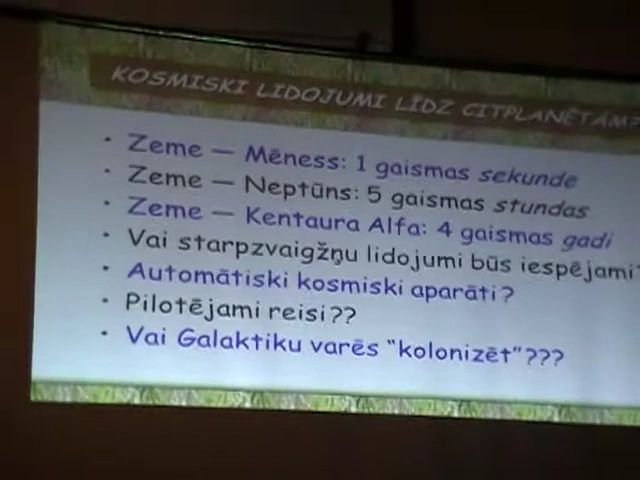 KOSMISKI LIDOJUMI LĪDZ CITPLANĒTĀM?
• Zeme — Mēness: 1 gaismas sekunde
• Zeme — Neptūns: 5 gaismas stundas
• Zeme — Kentaura Alfa: 4 gaismas gadi
• Vai starpzvaigžņu lidojumi būs iespējami?
• Automātiski kosmiski aparāti?
• Pilotējami reisi??
• Vai Galaktiku varēs "kolonizēt"???